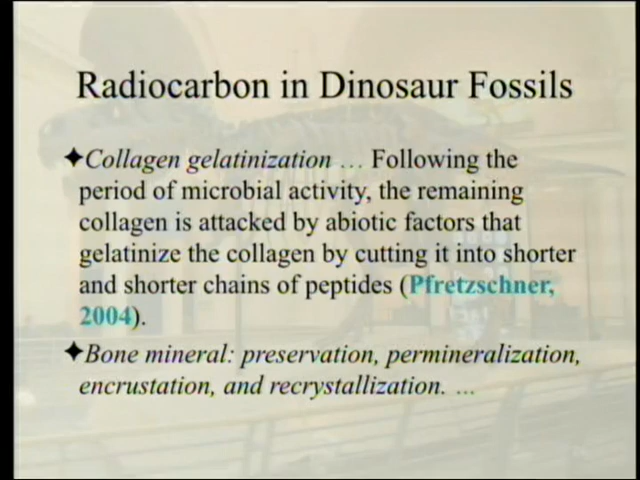 Radiocarbon in Dinosaur Fossils
✦Collagen gelatinization … Following the
period of microbial activity, the remaining
collagen is attacked by abiotic factors that
gelatinize the collagen by cutting it into shorter
and shorter chains of peptides (Pfretzschner,
2004).
✦Bone mineral: preservation, permineralization,
encrustation, and recrystallization. …